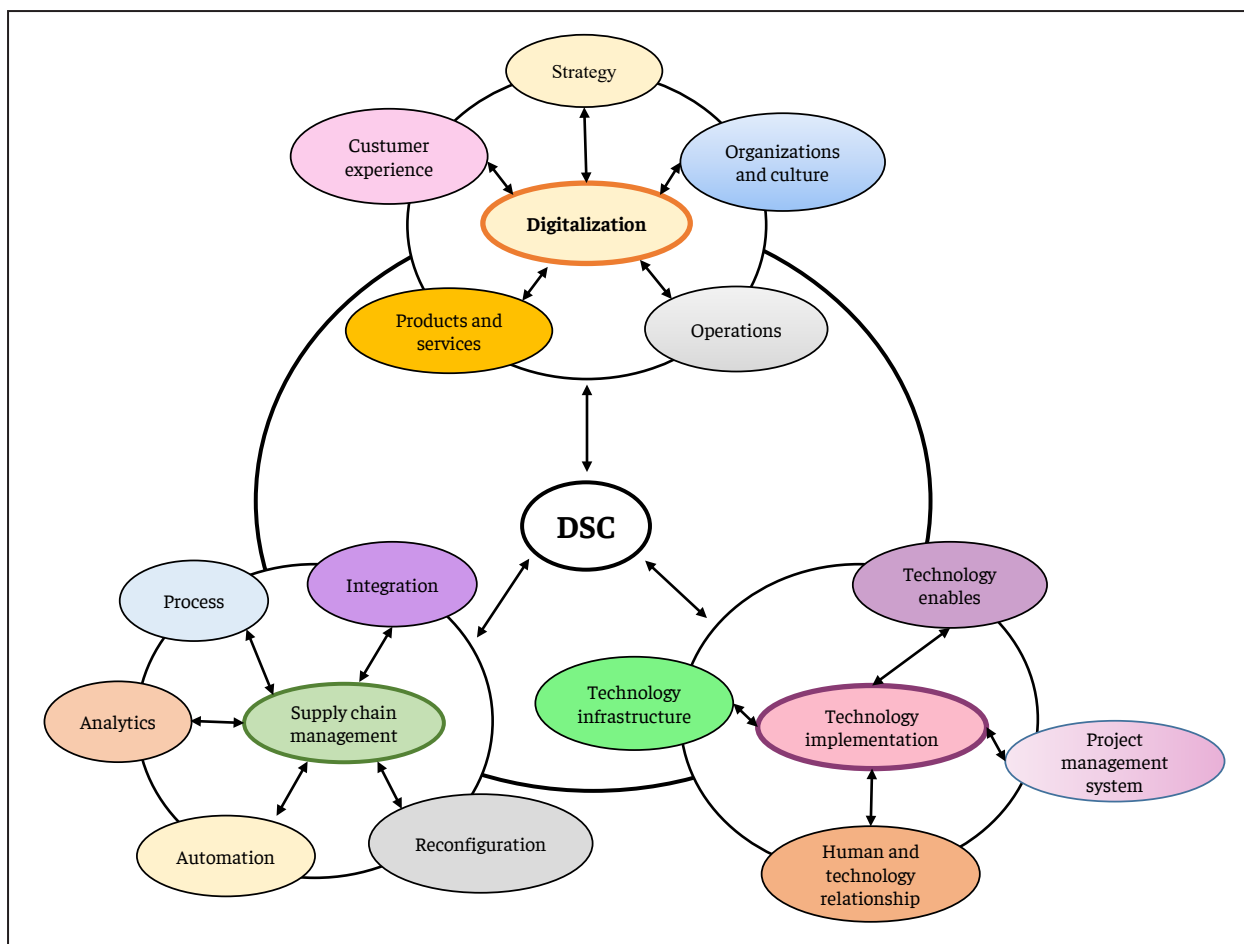 Strategy
Custumer
experience
Organizations
and culture
Digitalization
Products and
services
Operations
DSC
Process
Integration
Analytics
Supply chain
management
Automation
Reconfiguration
Technology
enables
Technology
infrastructure
Technology
implementation
Project
management
system
Human and
technology
relationship